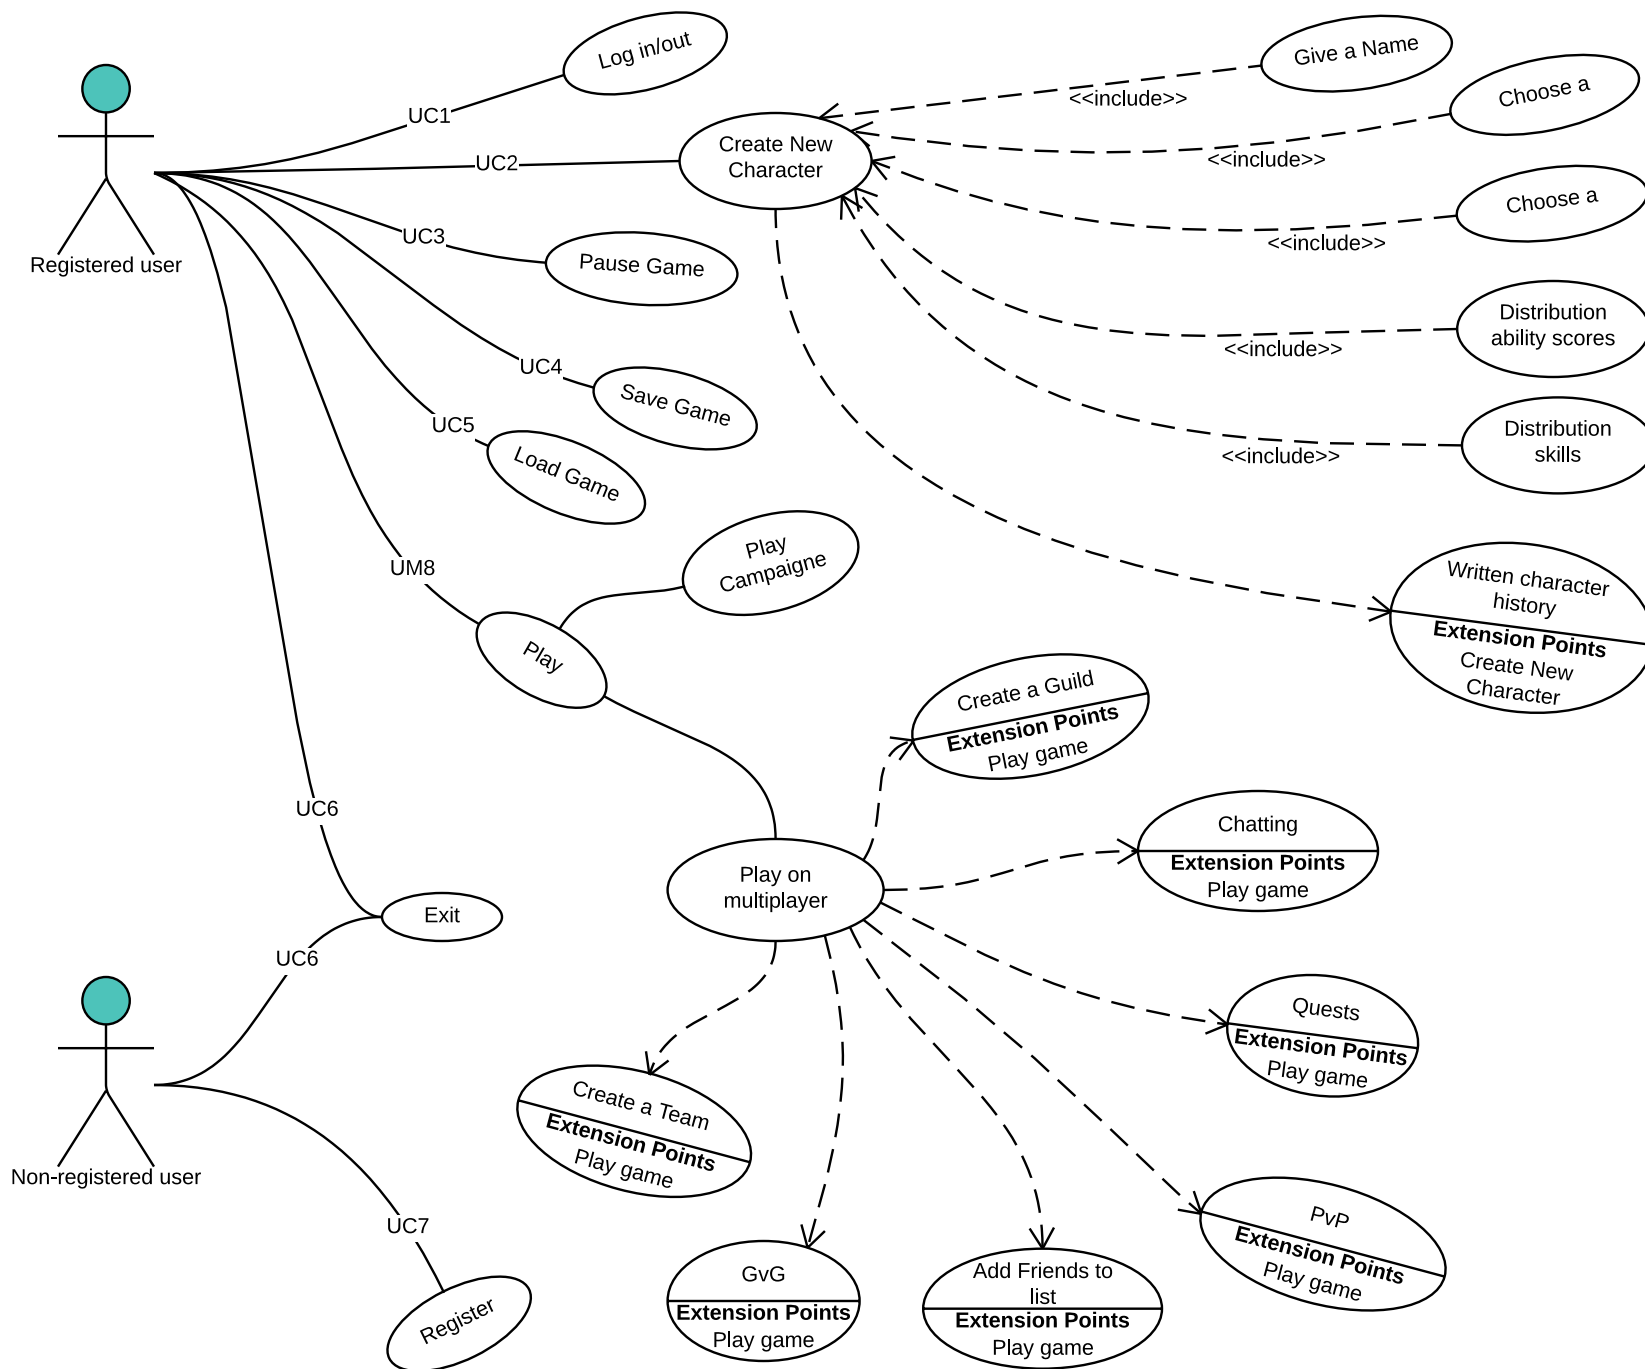 Log in/out
Give a Name
Choose a
<<include>>
UC1
Create New
Character
UC2
<<include>>
Choose a
<<include>>
UC3
Registered user
Pause Game
Distribution
ability scores
<<include>>
UC4
Save Game
UC5
Load Game
Distribution
skills
<<include>>
UM8
Play
Campaigne
Play
Written character
history
Extension Points
Create New
Character
Create a Guild
Extension Points
Play game
UC6
Chatting
Extension Points
Play game
Play on
multiplayer
Exit
UC6
Quests
Extension Points
Play game
Create a Team
Extension Points
Play game
Non-registered user
UC7
PvP
Extension Points
Play game
GvG
Extension Points
Play game
Add Friends to
list
Extension Points
Play game
Register